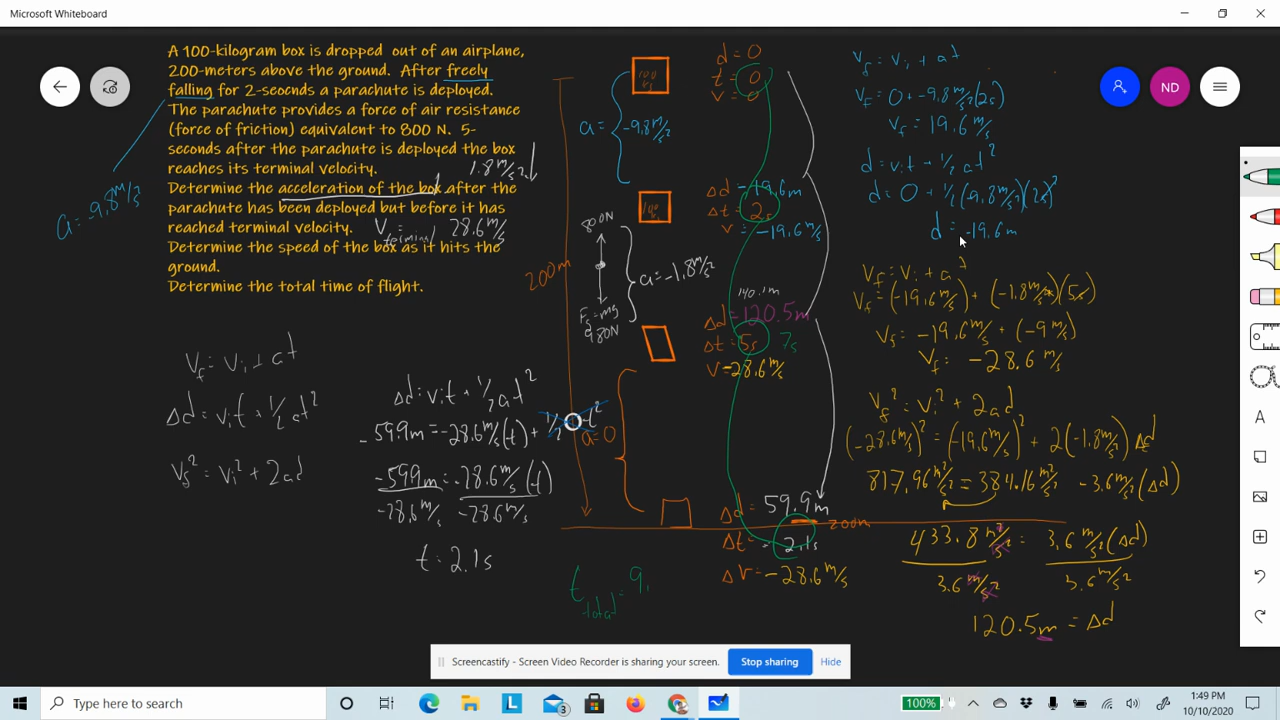 Microsoft Whiteboard
A 100-kilogram box is dropped out of an airplane,
200-meters above the ground. After freely
falling for 2-seocnds a parachute is deployed.
The parachute provides a force of air resistance
(force of friction) equivalent to 800 N. 5-
seconds after the parachute is deployed the box
reaches its terminal velocity.
Determine the acceleration of the box after the
parachute has been deployed but before it has
reached terminal velocity.
Determine the speed of the box as it hits the
ground.
Determine the total time of flight.
1.8 m/s²
V terminal = 28.6 m/s
a = -9.8 m/s²
Vf = Vi + at
Δd = Vit + 1/2 at²
Vf² = Vi² + 2ad
Δd = Vit + 1/2 at²
-59.9m = -28.6 m/s (t) + 1/2 t²
-59.9m = -28.6 m/s (t)
-28.6 m/s -28.6 m/s
t = 2.1s
200m
100 kg
a = -9.8 m/s²
800N
Fg = mg
980N
a = -1.8 m/s²
a = 0
d = 0
t = 0
v = 0
Δd = -19.6m
Δt = 2s
v = -19.6 m/s
140.1m
Δd = 120.5m
Δt = 5s 7s
v = -28.6 m/s
Δd = 59.9m
200m
Δt = 2.1s
ΔV = -28.6 m/s
t total = 9.
Vf = Vi + at
Vf = 0 + -9.8 m/s² (2s)
Vf = 19.6 m/s
d = Vit + 1/2 at²
d = 0 + 1/2 (-9.8 m/s²)(2s)²
d = -19.6m
Vf = Vi + at
Vf = (-19.6 m/s) + (-1.8 m/s²)(5s)
Vf = -19.6 m/s + (-9 m/s)
Vf = -28.6 m/s
Vf² = Vi² + 2ad
(-28.6 m/s)² = (-19.6 m/s)² + 2(-1.8 m/s²) Δd
817.96 m²/s² = 384.16 m²/s² -3.6 m/s² (Δd)
433.8 m²/s² = 3.6 m/s² (Δd)
3.6 m/s² 3.6 m/s²
120.5m = Δd
ND
Screencastify - Screen Video Recorder is sharing your screen.
Stop sharing
Hide
Type here to search
100%
1:49 PM
10/10/2020